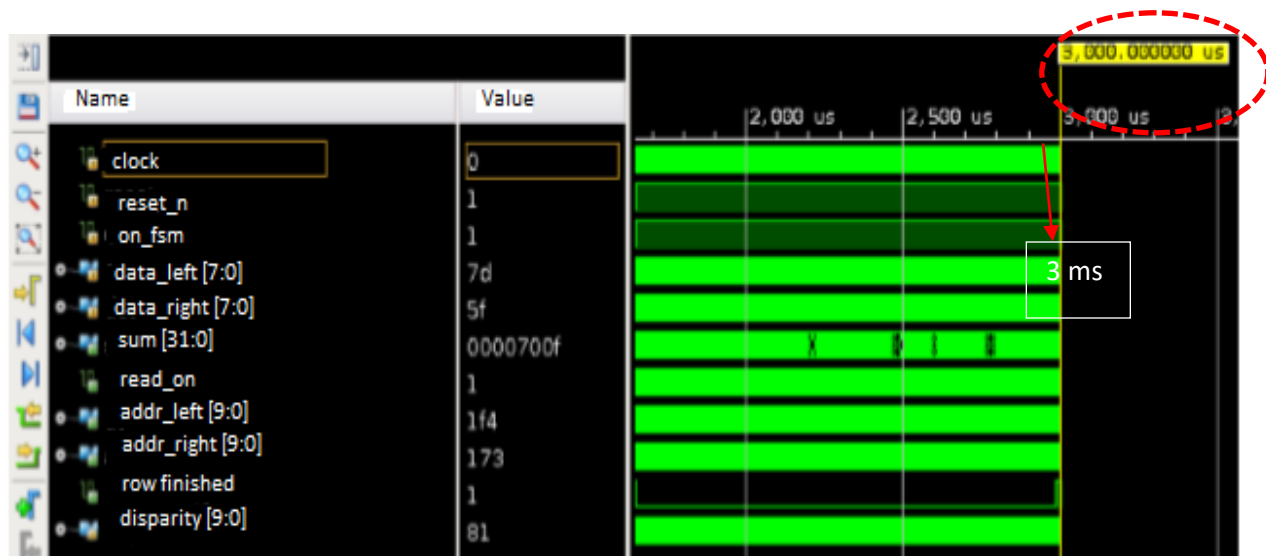 3,000.000000 us
Name Value
2,000 us 2,500 us 3,000 us 3,
clock 0
reset_n 1
on_fsm 1
data_left [7:0] 7d
3 ms
data_right [7:0] 5f
sum [31:0] 0000700f
read_on 1
addr_left [9:0] 1f4
addr_right [9:0] 173
row finished 1
disparity [9:0] 81